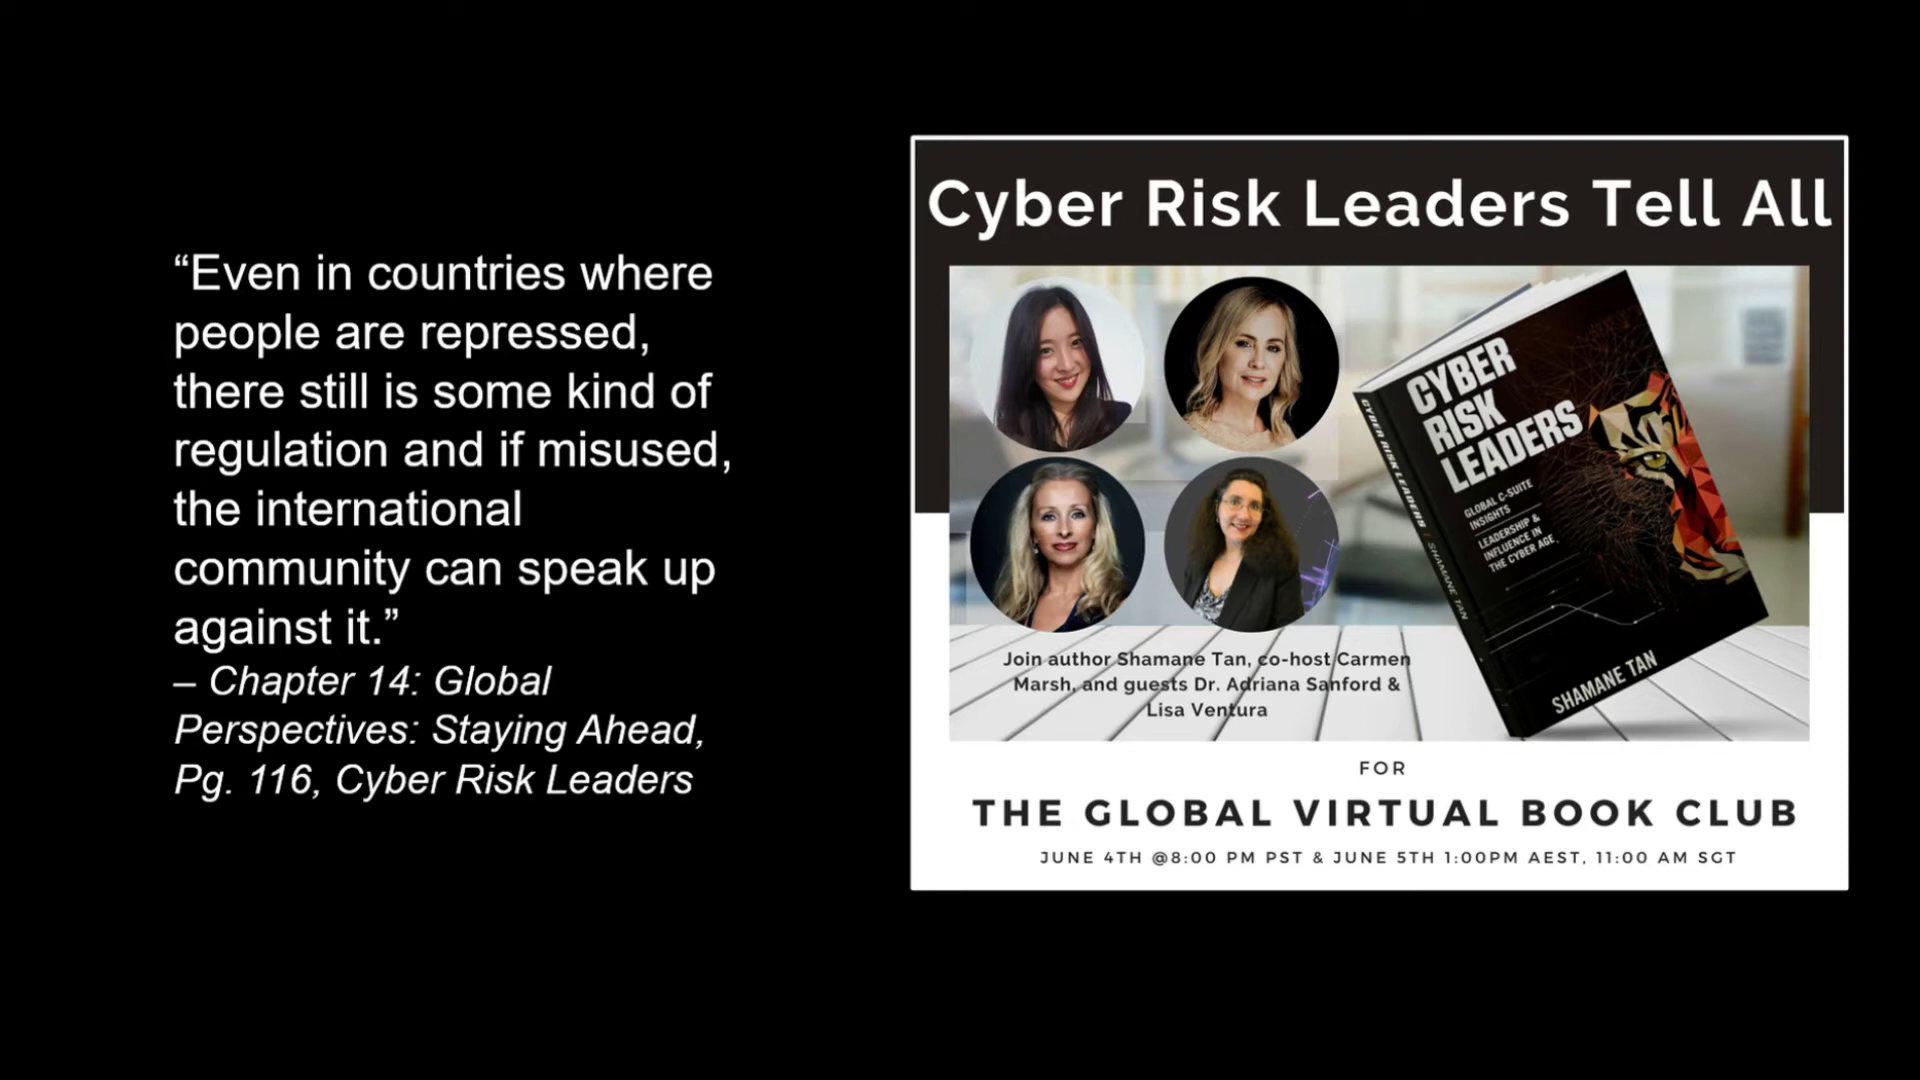 “Even in countries where
people are repressed,
there still is some kind of
regulation and if misused,
the international
community can speak up
against it.”
– Chapter 14: Global
Perspectives: Staying Ahead,
Pg. 116, Cyber Risk Leaders
Cyber Risk Leaders Tell All
CYBER
RISK
LEADERS
GLOBAL C-SUITE
INSIGHTS
LEADERSHIP &
INFLUENCE IN
THE CYBER AGE
SHAMANE TAN
CYBER RISK LEADERS SHAMANE TAN
Join author Shamane Tan, co-host Carmen
Marsh, and guests Dr. Adriana Sanford &
Lisa Ventura
FOR
THE GLOBAL VIRTUAL BOOK CLUB
JUNE 4TH @8:00 PM PST & JUNE 5TH 1:00PM AEST, 11:00 AM SGT